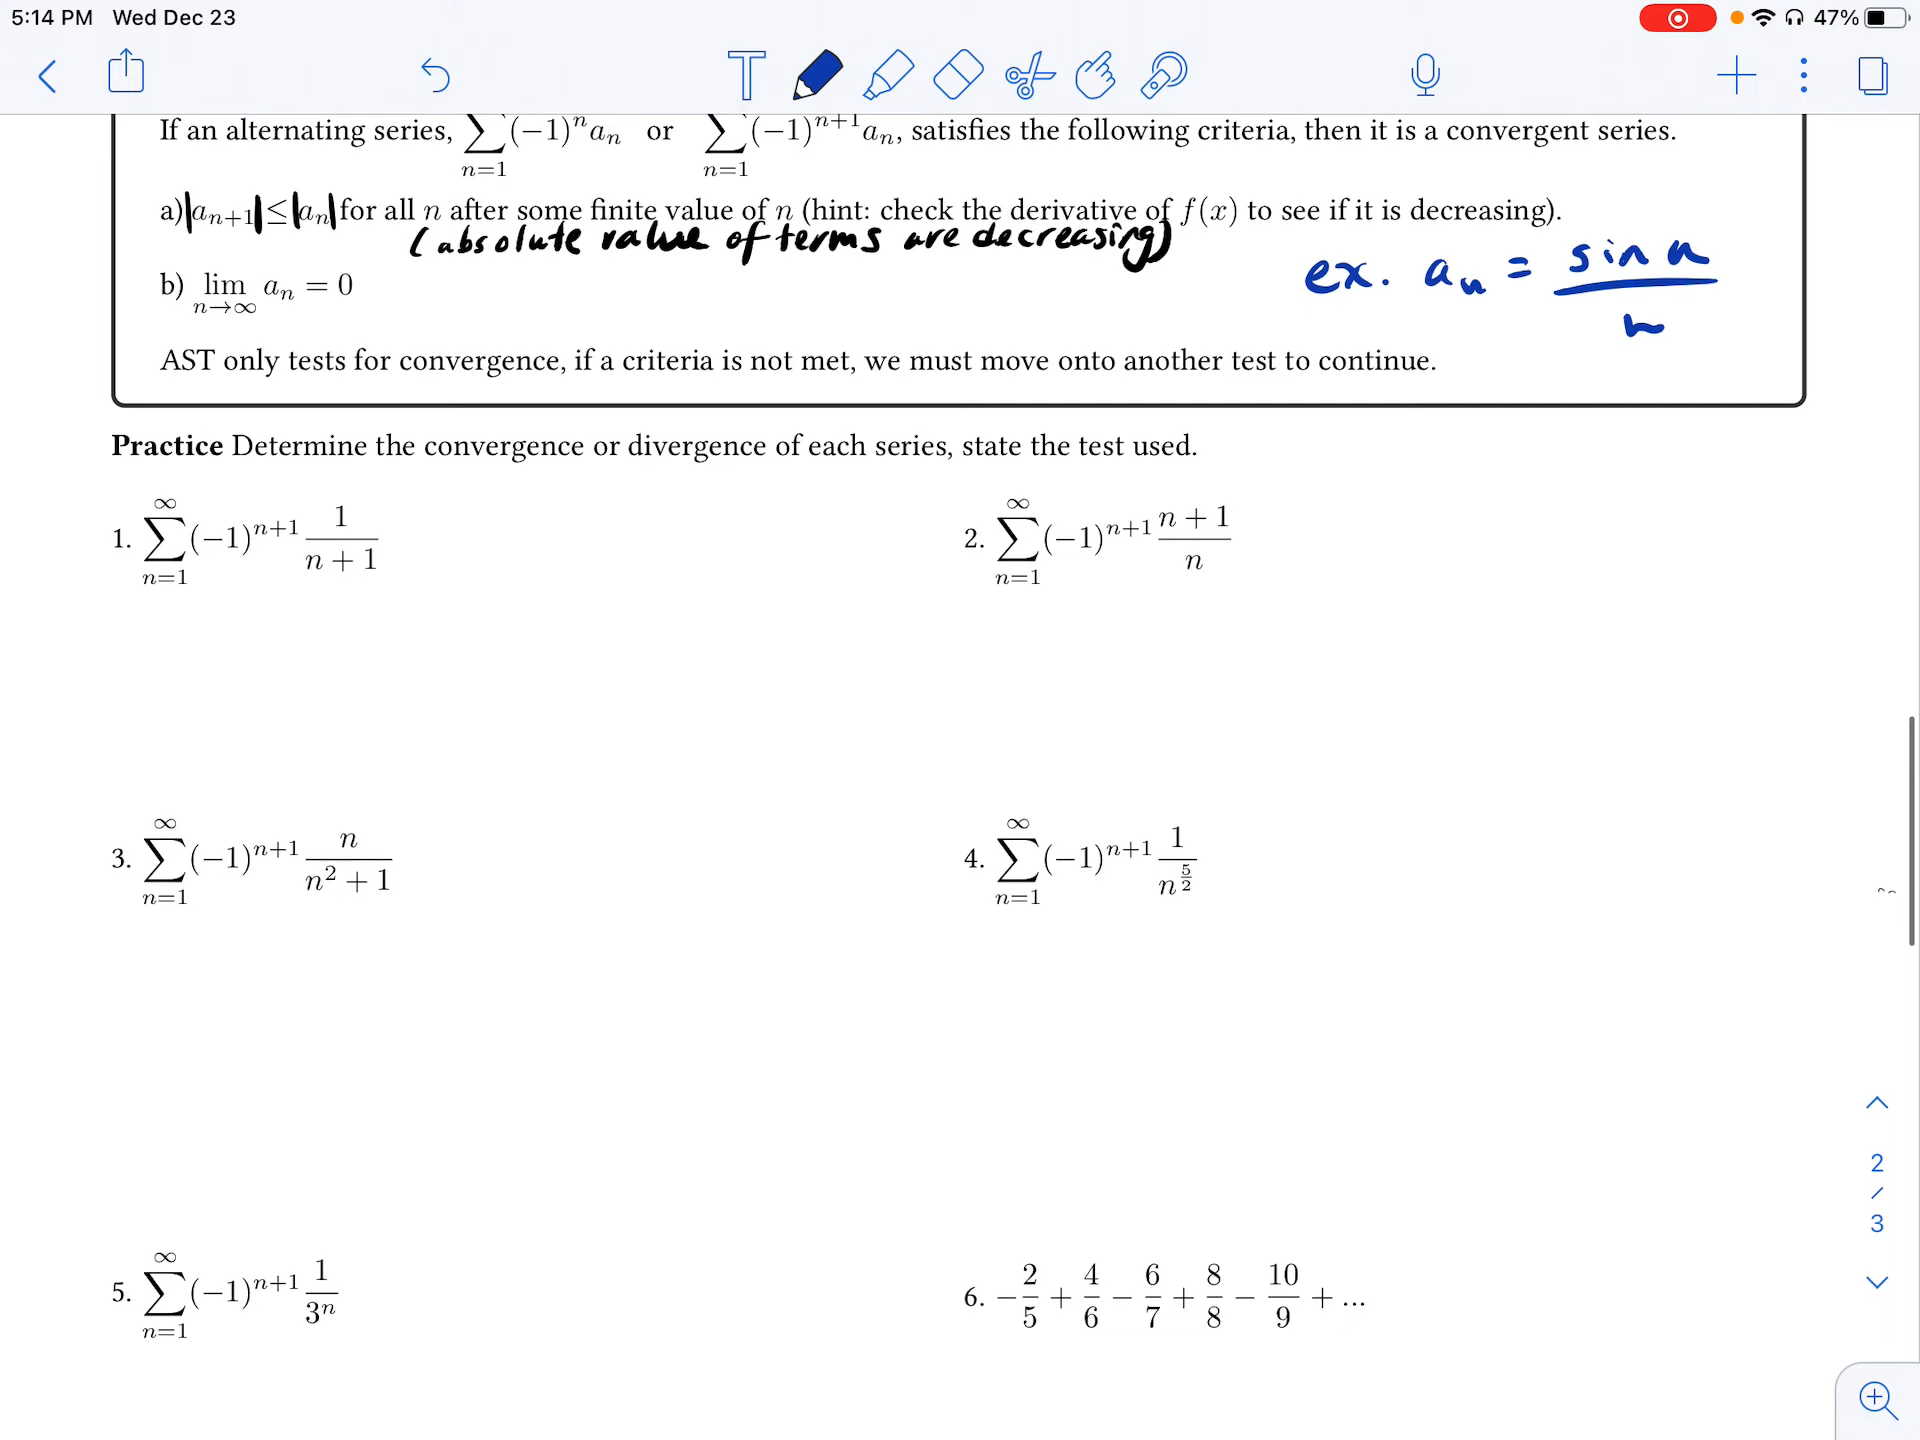 5:14 PM Wed Dec 23 47%
If an alternating series, ∑_{n=1} (−1)^n a_n or ∑_{n=1} (−1)^{n+1} a_n, satisfies the following criteria, then it is a convergent series.
a) |a_{n+1}| ≤ |a_n| for all n after some finite value of n (hint: check the derivative of f(x) to see if it is decreasing).
(absolute value of terms are decreasing)
b) lim_{n→∞} a_n = 0
ex. a_n = sin n / n
AST only tests for convergence, if a criteria is not met, we must move onto another test to continue.
Practice Determine the convergence or divergence of each series, state the test used.
1. ∑_{n=1}^{∞} (−1)^{n+1} 1/(n + 1)
2. ∑_{n=1}^{∞} (−1)^{n+1} (n + 1)/n
3. ∑_{n=1}^{∞} (−1)^{n+1} n/(n^2 + 1)
4. ∑_{n=1}^{∞} (−1)^{n+1} 1/n^{5/2}
5. ∑_{n=1}^{∞} (−1)^{n+1} 1/3^n
6. −2/5 + 4/6 − 6/7 + 8/8 − 10/9 + ...
2
/
3